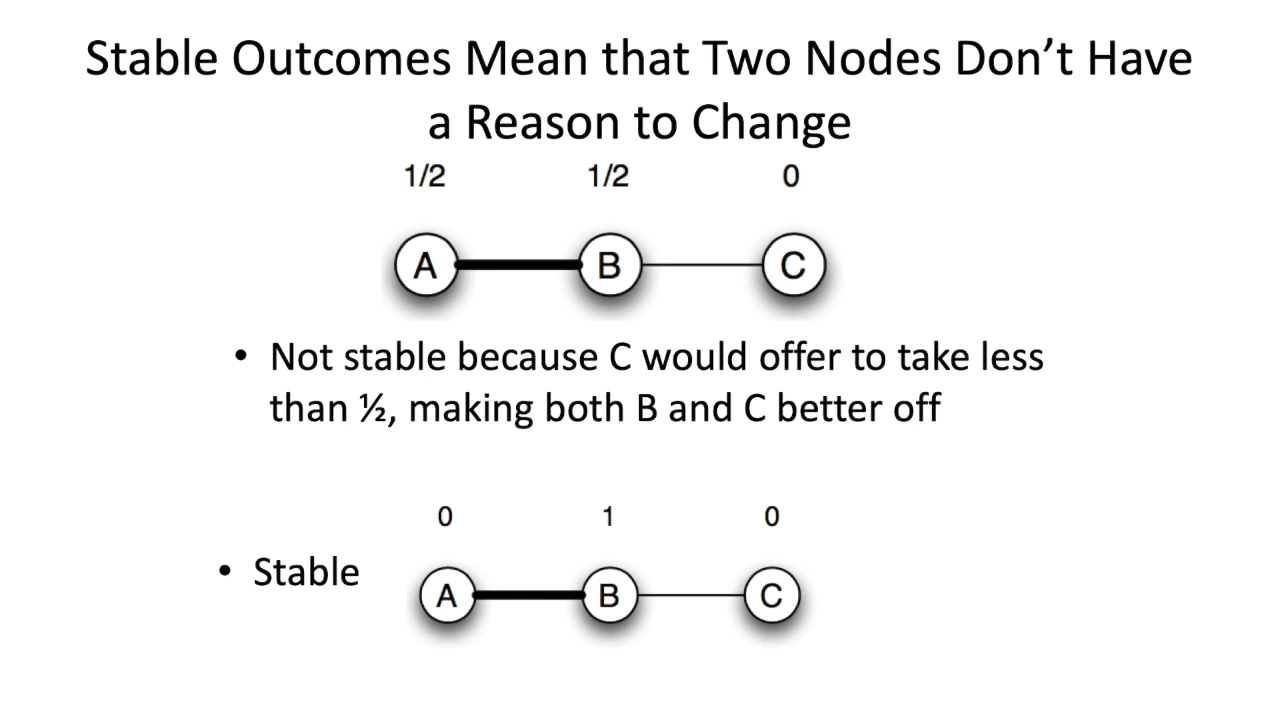 Stable Outcomes Mean that Two Nodes Don’t Have
a Reason to Change
1/2 1/2 0
A B C
• Not stable because C would offer to take less
than ½, making both B and C better off
0 1 0
• Stable
A B C